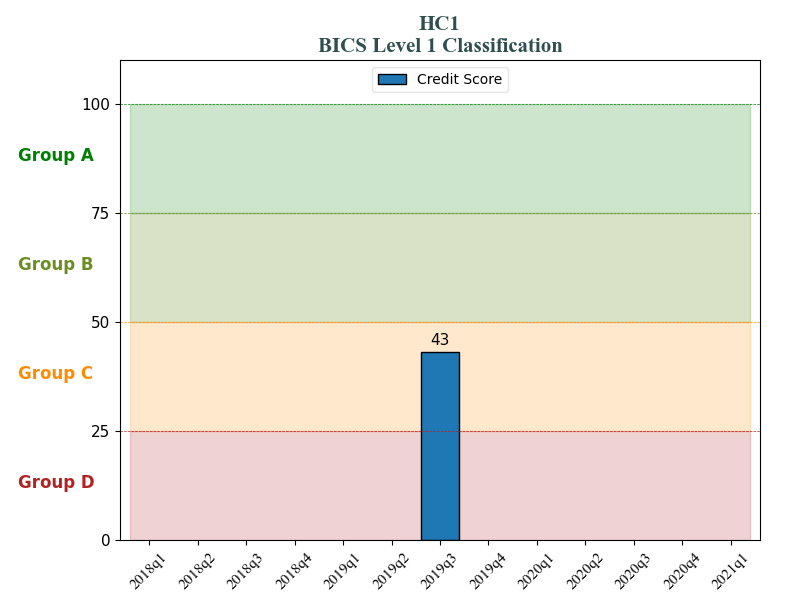 HC1
BICS Level 1 Classification
Credit Score
100
Group A
75
Group B
50
43
Group C
25
Group D
0
2018q1 2018q2 2018q3 2018q4 2019q1 2019q2 2019q3 2019q4 2020q1 2020q2 2020q3 2020q4 2021q1